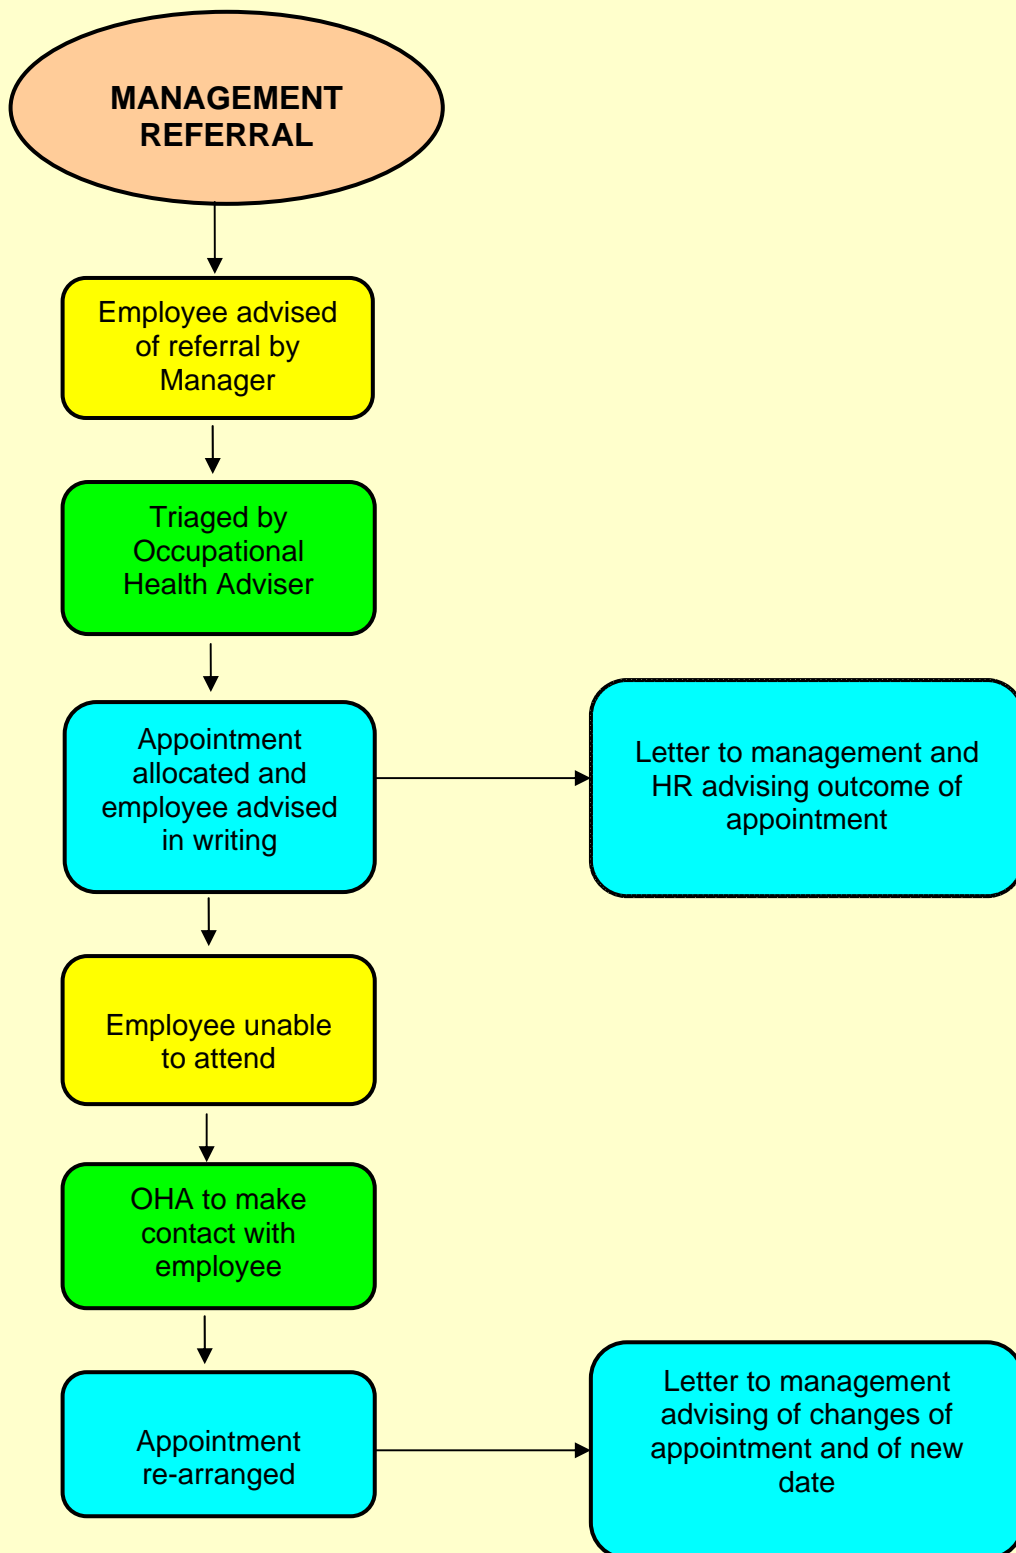 MANAGEMENT
REFERRAL
Employee advised
of referral by
Manager
Triaged by
Occupational
Health Adviser
Appointment
allocated and
employee advised
in writing
Letter to management and
HR advising outcome of
appointment
Employee unable
to attend
OHA to make
contact with
employee
Appointment
re-arranged
Letter to management
advising of changes of
appointment and of new
date